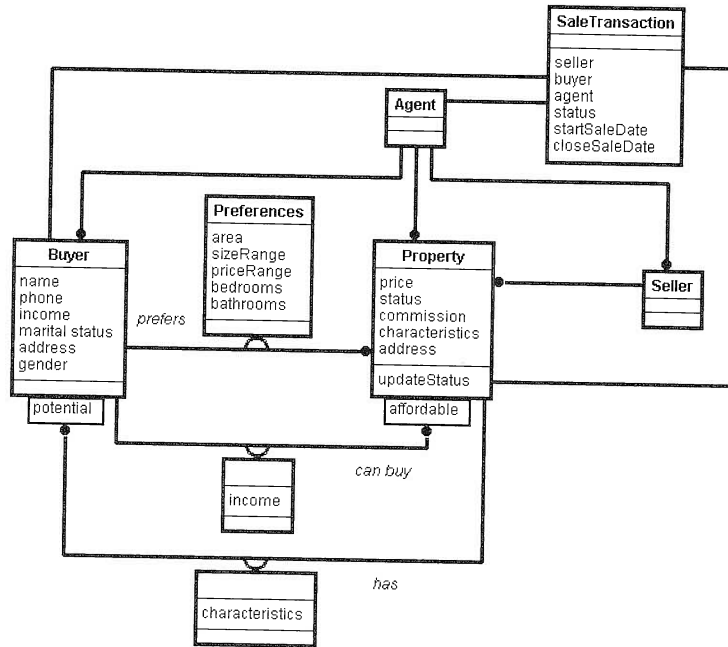 SaleTransaction
seller
buyer
agent
status
startSaleDate
closeSaleDate
Agent
Preferences
area
sizeRange
priceRange
bedrooms
bathrooms
Buyer
name
phone
income
marital status
address
gender
potential
prefers
Property
price
status
commission
characteristics
address
updateStatus
affordable
Seller
can buy
income
has
characteristics